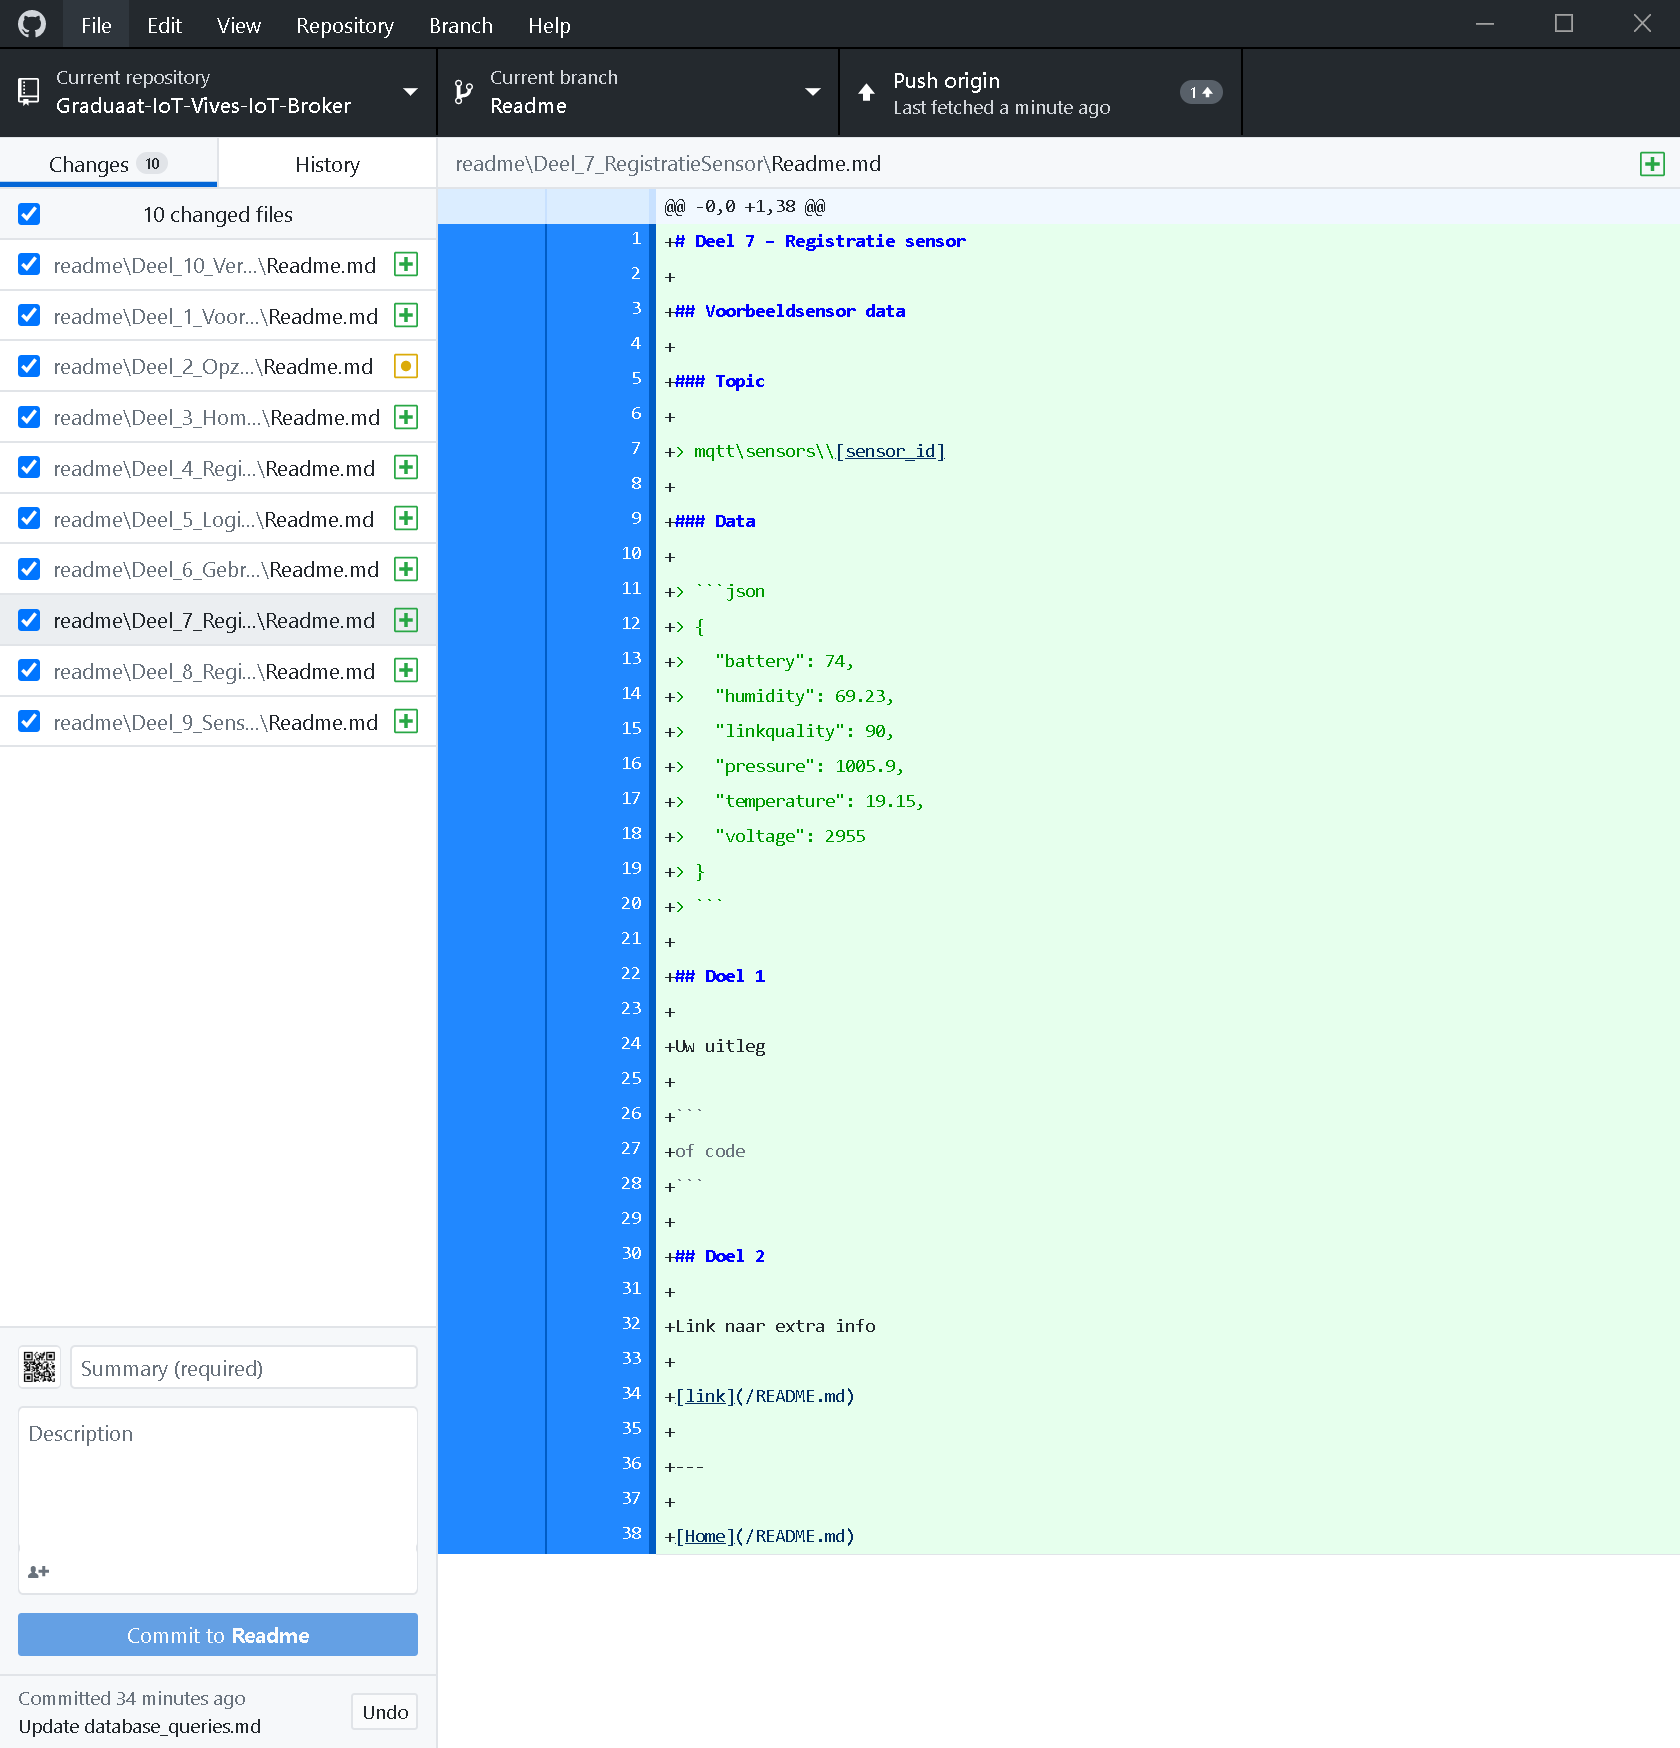 File Edit View Repository Branch Help
Current repository
Graduaat-IoT-Vives-IoT-Broker
Current branch
Readme
Push origin
Last fetched a minute ago
1
Changes 10
History
10 changed files
readme\Deel_10_Ver...\Readme.md
readme\Deel_1_Voor...\Readme.md
readme\Deel_2_Opz...\Readme.md
readme\Deel_3_Hom...\Readme.md
readme\Deel_4_Regi...\Readme.md
readme\Deel_5_Logi...\Readme.md
readme\Deel_6_Gebr...\Readme.md
readme\Deel_7_Regi...\Readme.md
readme\Deel_8_Regi...\Readme.md
readme\Deel_9_Sens...\Readme.md
Summary (required)
Description
Commit to Readme
Committed 34 minutes ago
Update database_queries.md
Undo
readme\Deel_7_RegistratieSensor\Readme.md
@@ -0,0 +1,38 @@
1 +# Deel 7 – Registratie sensor
2 +
3 +## Voorbeeldsensor data
4 +
5 +### Topic
6 +
7 +> mqtt\sensors\\[sensor_id]
8 +
9 +### Data
10 +
11 +> ```json
12 +> {
13 +>   "battery": 74,
14 +>   "humidity": 69.23,
15 +>   "linkquality": 90,
16 +>   "pressure": 1005.9,
17 +>   "temperature": 19.15,
18 +>   "voltage": 2955
19 +> }
20 +> ```
21 +
22 +## Doel 1
23 +
24 +Uw uitleg
25 +
26 +```
27 +of code
28 +```
29 +
30 +## Doel 2
31 +
32 +Link naar extra info
33 +
34 +[link](/README.md)
35 +
36 +---
37 +
38 +[Home](/README.md)